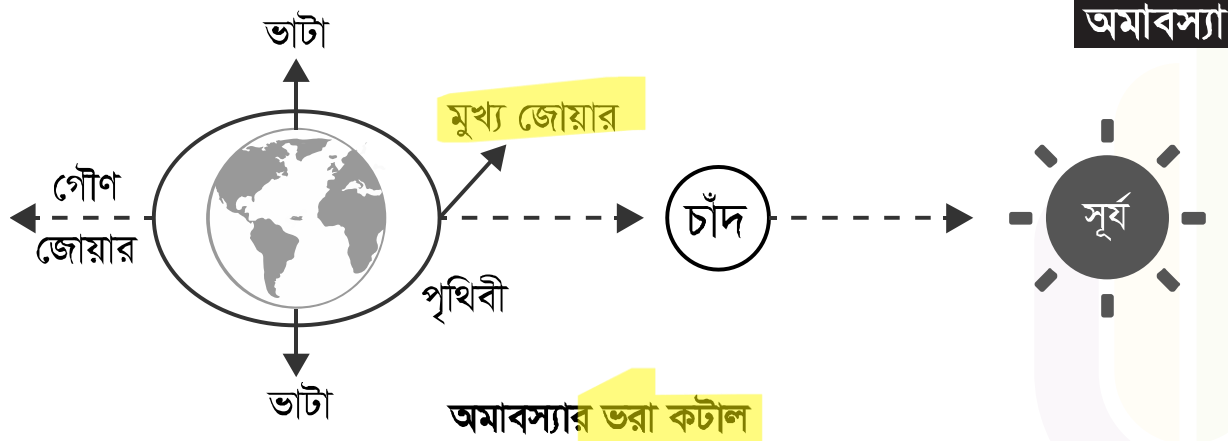 অমাবস্যা
ভাটা
মুখ্য জোয়ার
গৌণ
জোয়ার
চাঁদ
সূর্য
পৃথিবী
ভাটা
অমাবস্যার ভরা কটাল